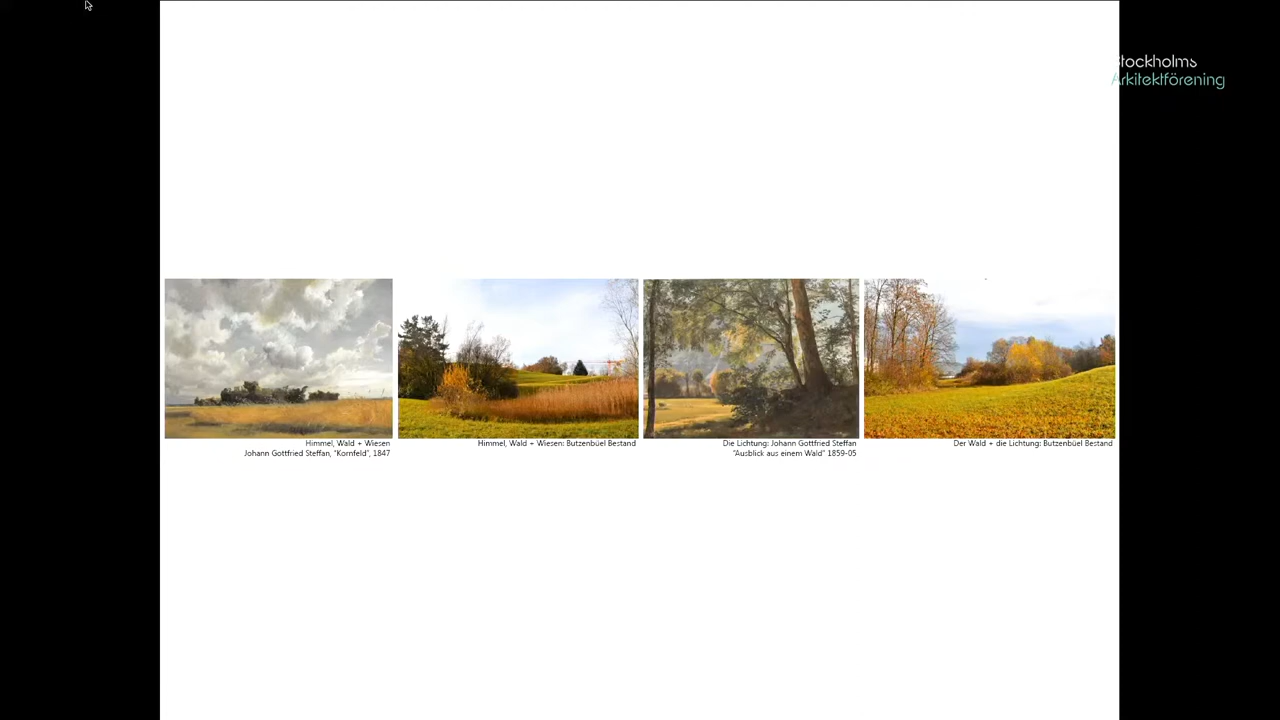 Stockholms
Arkitektförening
Himmel, Wald + Wiesen
Johann Gottfried Steffan, "Kornfeld", 1847
Himmel, Wald + Wiesen: Butzenbüel Bestand
Die Lichtung: Johann Gottfried Steffan
"Ausblick aus einem Wald" 1859-05
Der Wald + die Lichtung: Butzenbüel Bestand